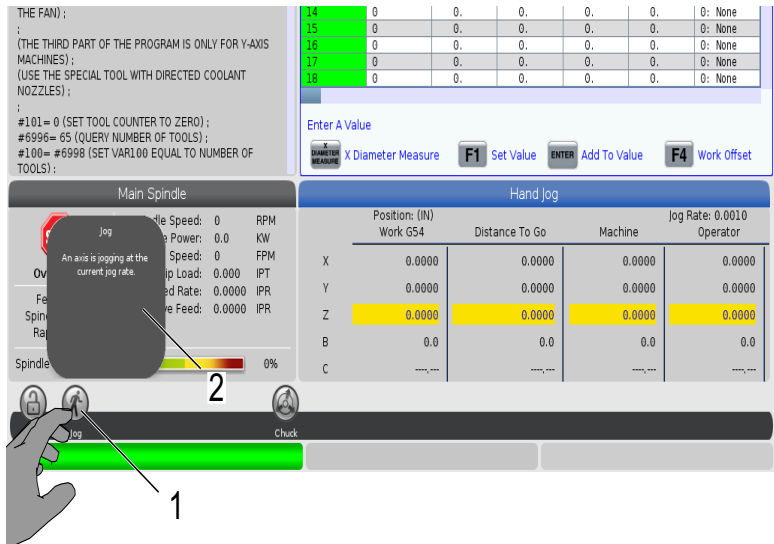 THE FAN) ;
;
(THE THIRD PART OF THE PROGRAM IS ONLY FOR Y-AXIS
MACHINES) ;
(USE THE SPECIAL TOOL WITH DIRECTED COOLANT
NOZZLES) ;
;
#101= 0 (SET TOOL COUNTER TO ZERO) ;
#6996= 65 (QUERY NUMBER OF TOOLS) ;
#100= #6998 (SET VAR100 EQUAL TO NUMBER OF
TOOLS) ;
14 0 0. 0. 0. 0. 0: None
15 0 0. 0. 0. 0. 0: None
16 0 0. 0. 0. 0. 0: None
17 0 0. 0. 0. 0. 0: None
18 0 0. 0. 0. 0. 0: None
Enter A Value
X DIAMETER MEASURE X Diameter Measure F1 Set Value ENTER Add To Value F4 Work Offset
Main Spindle
dle Speed: 0 RPM
e Power: 0.0 KW
Speed: 0 FPM
Ov ip Load: 0.000 IPT
Fe ed Rate: 0.0000 IPR
Spin ve Feed: 0.0000 IPR
Rap
Spindle 0%
Jog
An axis is jogging at the
current jog rate.
2
Hand Jog
Position: (IN) Jog Rate: 0.0010
Work G54 Distance To Go Machine Operator
X 0.0000 0.0000 0.0000 0.0000
Y 0.0000 0.0000 0.0000 0.0000
Z 0.0000 0.0000 0.0000 0.0000
B 0.0 0.0 0.0 0.0
C ----.--- ----.--- ----.--- ----.---
Jog Chuck
1